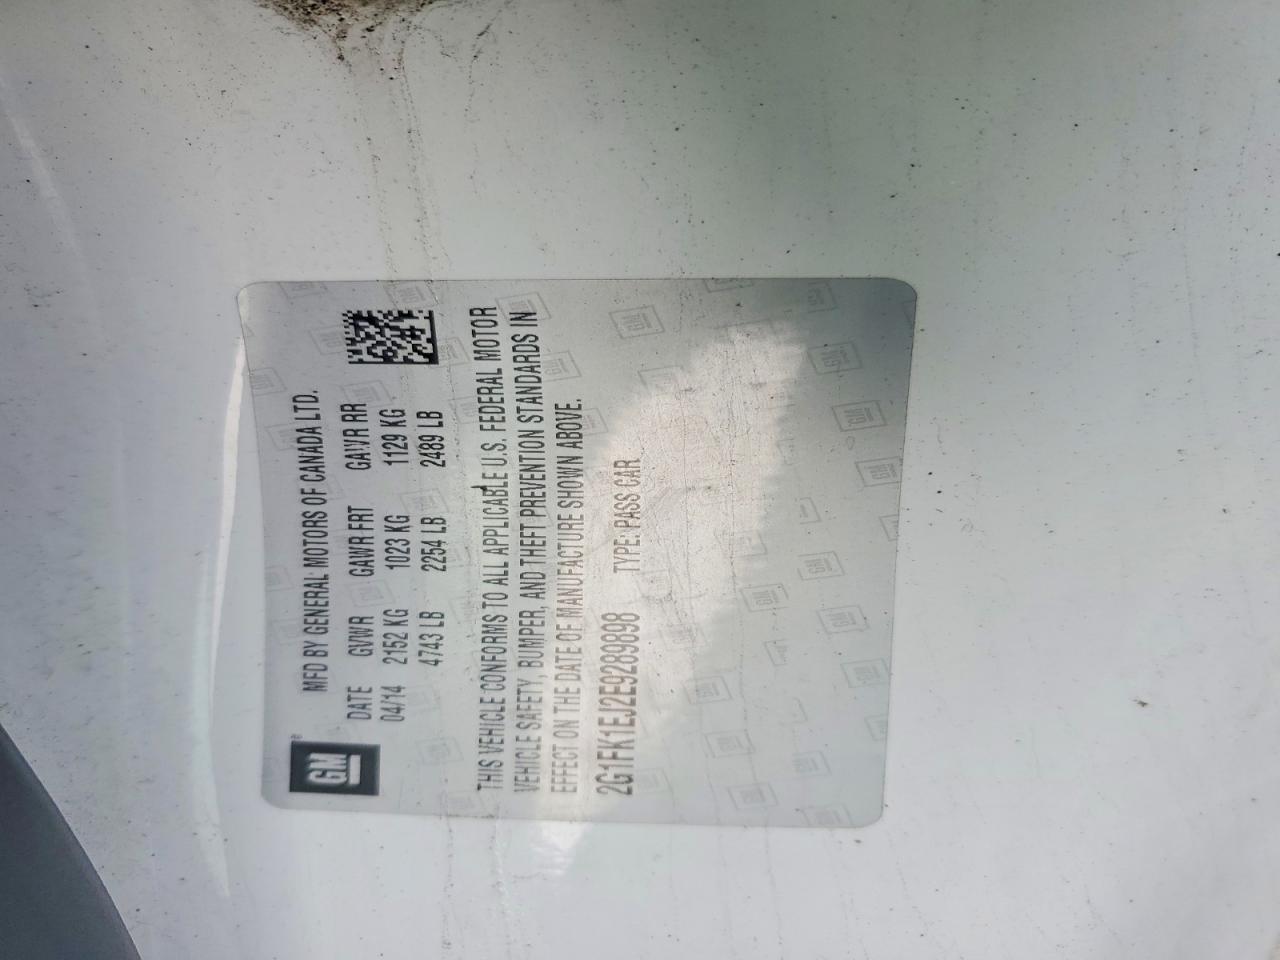 GM
MFD BY GENERAL MOTORS OF CANADA LTD.
DATE GVWR GAWR FRT GAWR RR
04/14 2152 KG 1023 KG 1129 KG
4743 LB 2254 LB 2489 LB
THIS VEHICLE CONFORMS TO ALL APPLICABLE U.S. FEDERAL MOTOR
VEHICLE SAFETY, BUMPER, AND THEFT PREVENTION STANDARDS IN
EFFECT ON THE DATE OF MANUFACTURE SHOWN ABOVE.
2G1FK1EJ2E9289898 TYPE: PASS CAR